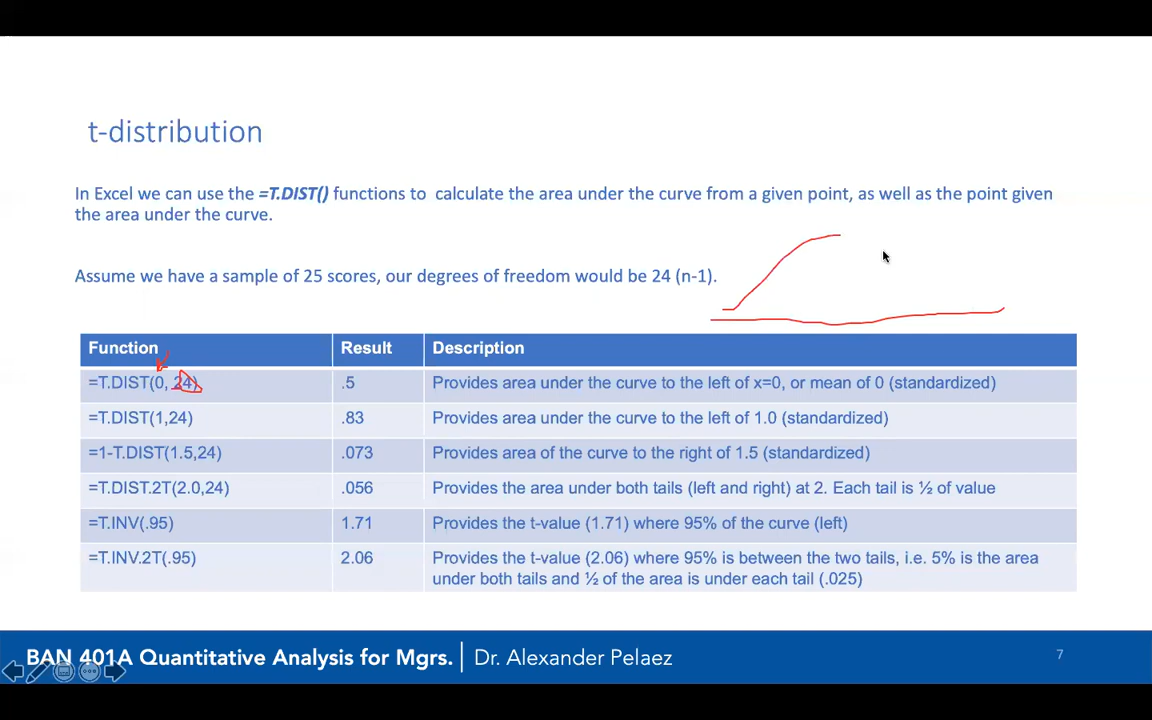 t-distribution
In Excel we can use the =T.DIST() functions to calculate the area under the curve from a given point, as well as the point given
the area under the curve.
Assume we have a sample of 25 scores, our degrees of freedom would be 24 (n-1).
Function Result Description
=T.DIST(0, 24) .5 Provides area under the curve to the left of x=0, or mean of 0 (standardized)
=T.DIST(1,24) .83 Provides area under the curve to the left of 1.0 (standardized)
=1-T.DIST(1.5,24) .073 Provides area of the curve to the right of 1.5 (standardized)
=T.DIST.2T(2.0,24) .056 Provides the area under both tails (left and right) at 2. Each tail is ½ of value
=T.INV(.95) 1.71 Provides the t-value (1.71) where 95% of the curve (left)
=T.INV.2T(.95) 2.06 Provides the t-value (2.06) where 95% is between the two tails, i.e. 5% is the area
under both tails and ½ of the area is under each tail (.025)
BAN 401A Quantitative Analysis for Mgrs. | Dr. Alexander Pelaez 7